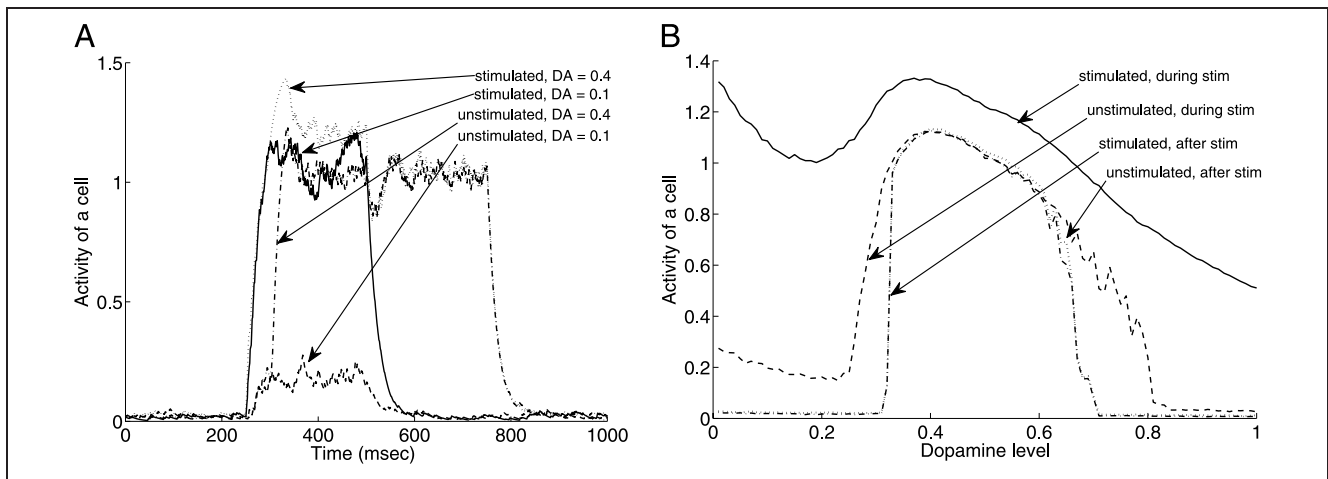 A
1.5
1
0.5
0
0
200
400
600
800
1000
Activity of a cell
Time (msec)
stimulated, DA = 0.4
stimulated, DA = 0.1
unstimulated, DA = 0.4
unstimulated, DA = 0.1
B
1.4
1.2
1.0
0.8
0.6
0.4
0.2
0
0
0.2
0.4
0.6
0.8
1
Activity of a cell
Dopamine level
stimulated, during stim
unstimulated, during stim
stimulated, after stim
unstimulated, after stim